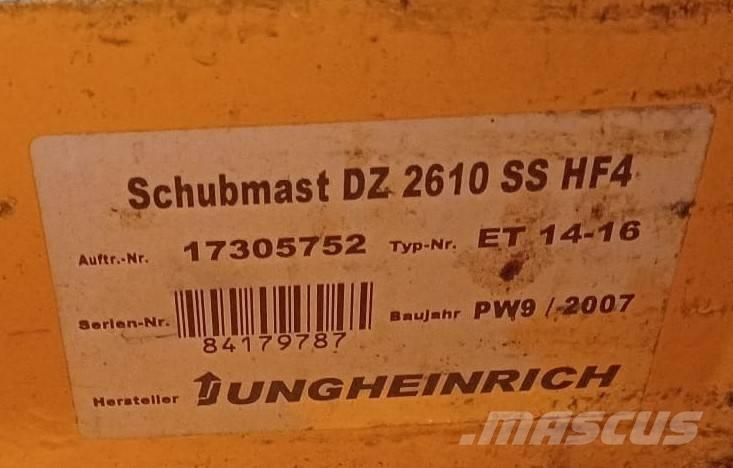 Schubmast DZ 2610 SS HF4
Auftr.-Nr. 17305752 Typ-Nr. ET 14-16
Serien-Nr. 84179787 Baujahr PW9 / 2007
Hersteller JUNGHEINRICH
MASCUS